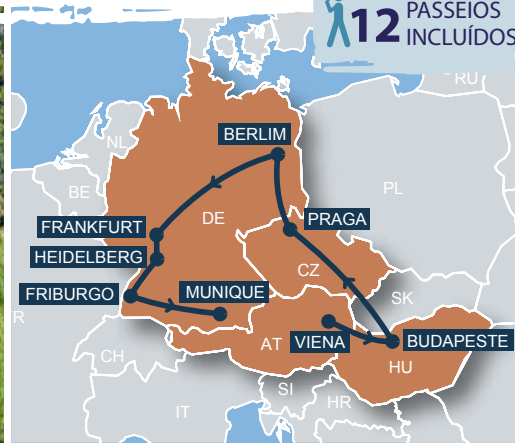 12 PASSEIOS
INCLUÍDOS
RU
NL
BERLIM
BE
PL
FRANKFURT
DE
PRAGA
HEIDELBERG
CZ
FRIBURGO
MUNIQUE
SK
R
CH
AT
VIENA
BUDAPESTE
HU
SI
HR
IT